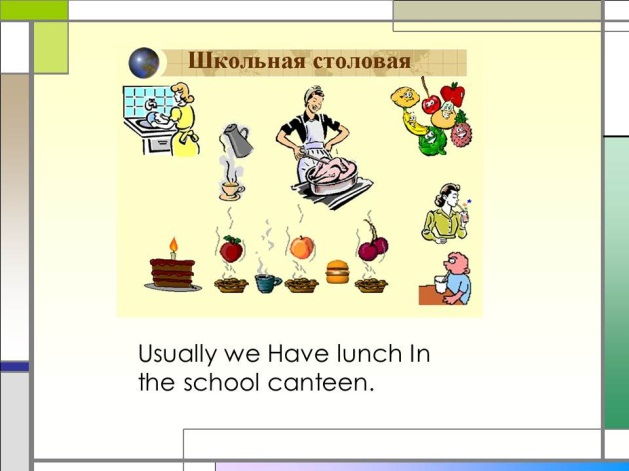 Школьная столовая
Usually we Have lunch In
the school canteen.